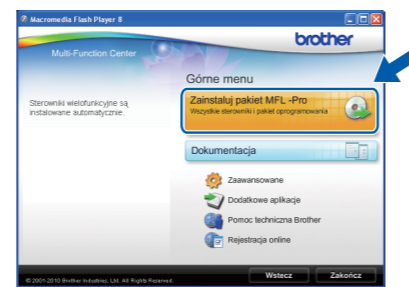 Macromedia Flash Player 8
brother
Multi-Function Center
Górne menu
Sterowniki wielofunkcyjne są
instalowane automatycznie.
Zainstaluj pakiet MFL -Pro
Wszystkie sterowniki i pakiet oprogramowania
Dokumentacja
Zaawansowane
Dodatkowe aplikacje
Pomoc techniczna Brother
Rejestracja online
© 2001-2010 Brother Industries, Ltd. All Rights Reserved.
Wstecz
Zakończ